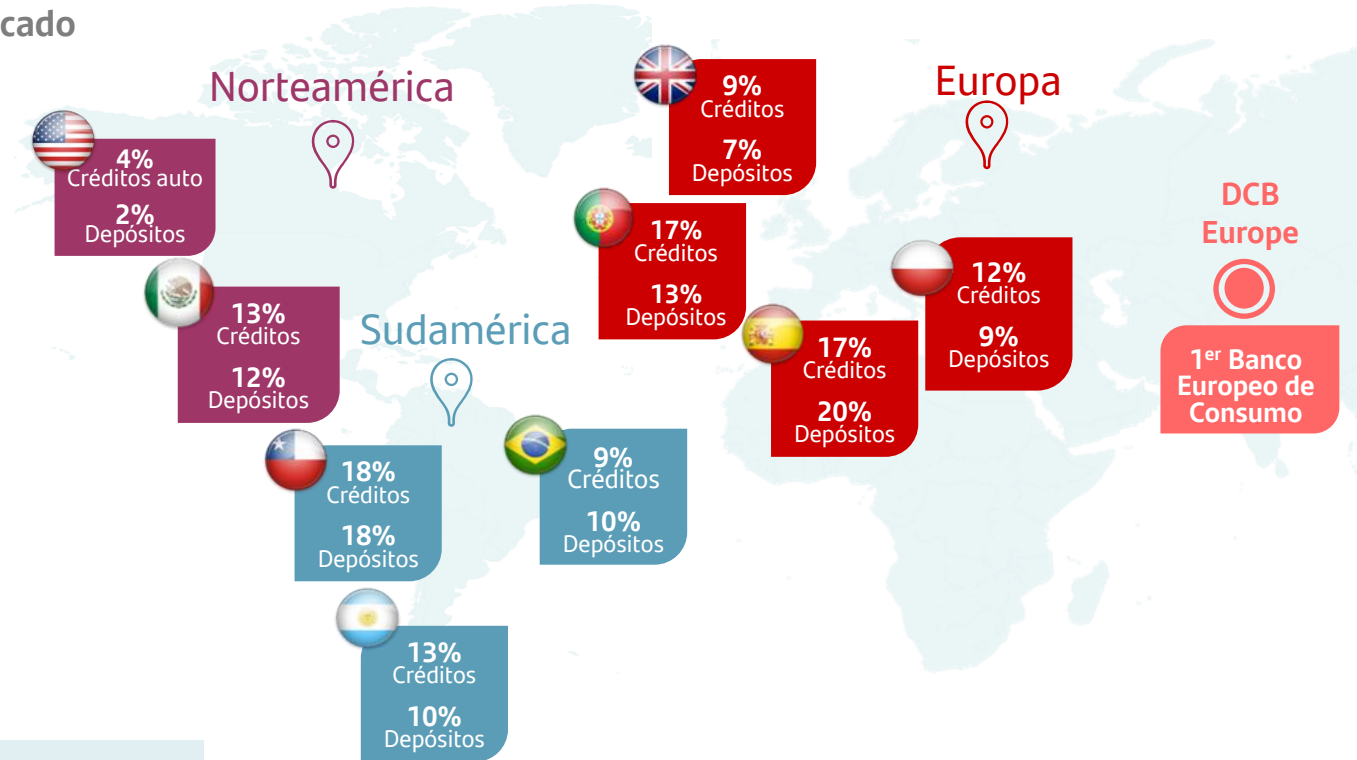 cado
Norteamérica
4%
Créditos auto
2%
Depósitos
13%
Créditos
12%
Depósitos
Sudamérica
18%
Créditos
18%
Depósitos
9%
Créditos
10%
Depósitos
13%
Créditos
10%
Depósitos
Europa
9%
Créditos
7%
Depósitos
17%
Créditos
13%
Depósitos
17%
Créditos
20%
Depósitos
12%
Créditos
9%
Depósitos
DCB
Europe
1er Banco
Europeo de
Consumo